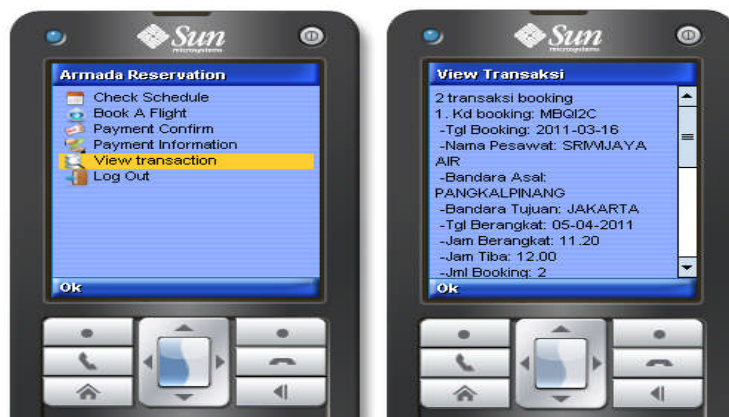 Sun
microsystems
Armada Reservation
Check Schedule
Book A Flight
Payment Confirm
Payment Information
View transaction
Log Out
Ok
Sun
microsystems
View Transaksi
2 transaksi booking
1. Kd booking: MBQI2C
-Tgl Booking: 2011-03-16
-Nama Pesawat: SRIWIJAYA
AIR
-Bandara Asal:
PANGKALPINANG
-Bandara Tujuan: JAKARTA
-Tgl Berangkat: 05-04-2011
-Jam Berangkat: 11.20
-Jam Tiba: 12.00
-Jml Booking: 2
Ok